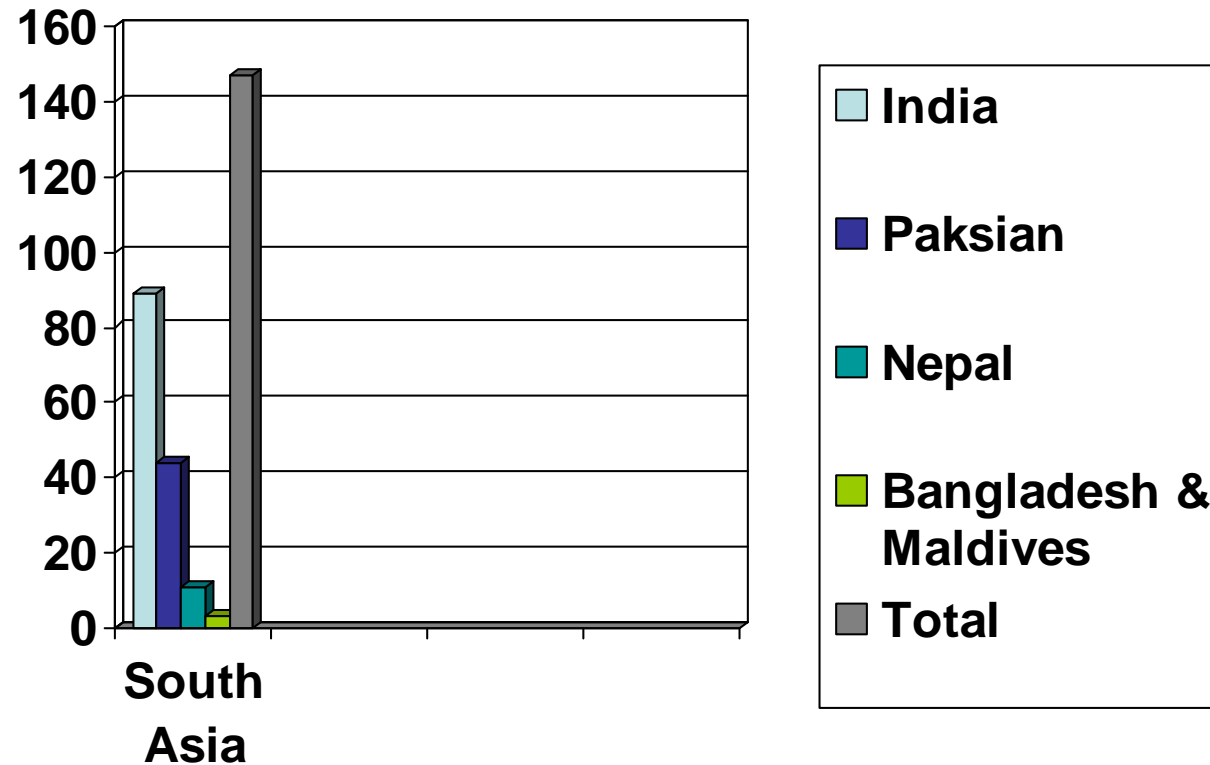 160
140
120
100
80
60
40
20
0
South
Asia
India
Paksian
Nepal
Bangladesh &
Maldives
Total